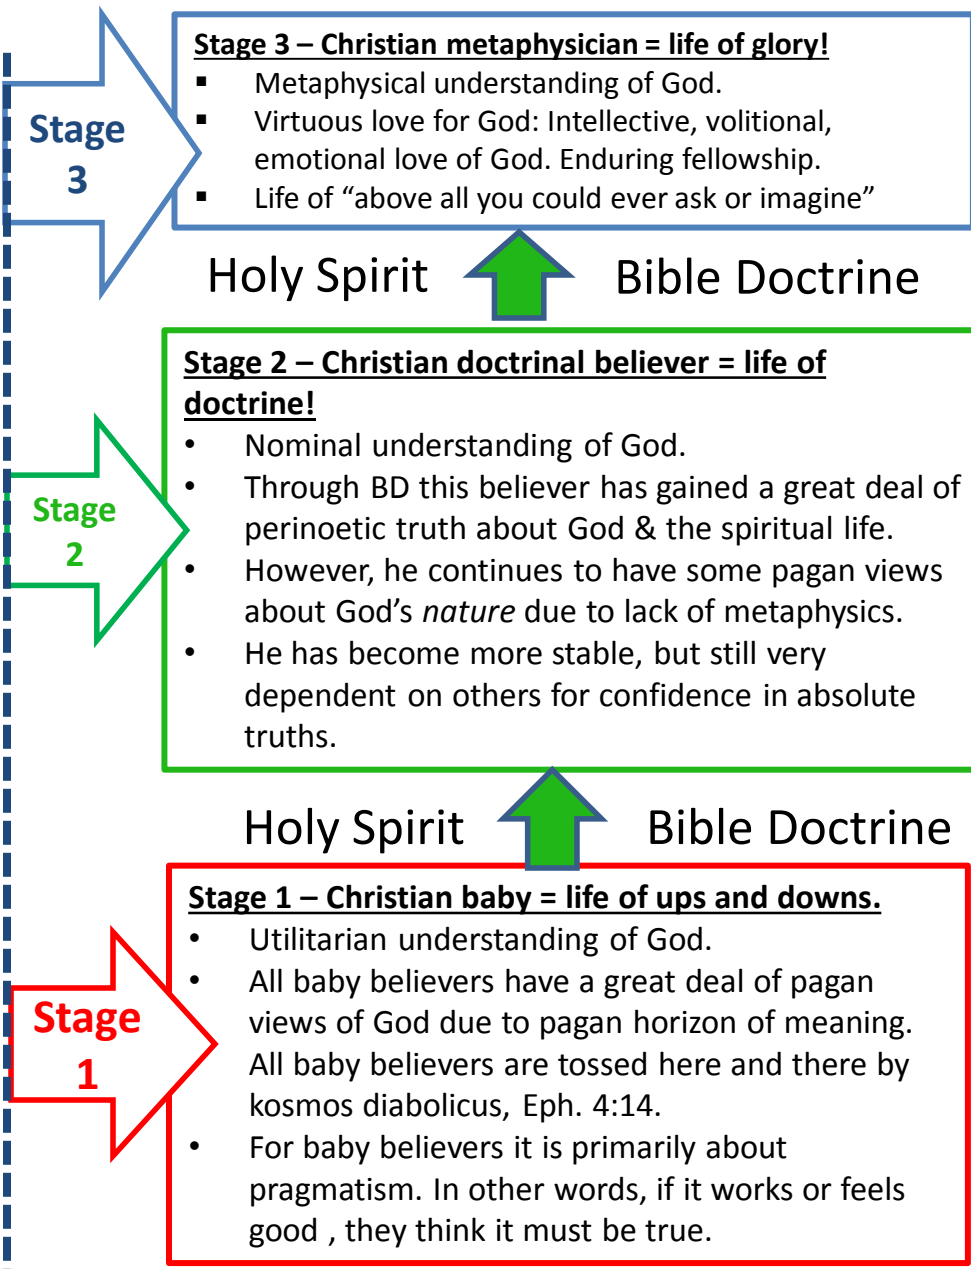 Stage 3 – Christian metaphysician = life of glory!
▪ Metaphysical understanding of God.
▪ Virtuous love for God: Intellective, volitional,
emotional love of God. Enduring fellowship.
▪ Life of “above all you could ever ask or imagine”
Stage
3
Holy Spirit Bible Doctrine
Stage 2 – Christian doctrinal believer = life of
doctrine!
• Nominal understanding of God.
• Through BD this believer has gained a great deal of
perinoetic truth about God & the spiritual life.
• However, he continues to have some pagan views
about God’s nature due to lack of metaphysics.
• He has become more stable, but still very
dependent on others for confidence in absolute
truths.
Stage
2
Holy Spirit Bible Doctrine
Stage 1 – Christian baby = life of ups and downs.
• Utilitarian understanding of God.
• All baby believers have a great deal of pagan
views of God due to pagan horizon of meaning.
All baby believers are tossed here and there by
kosmos diabolicus, Eph. 4:14.
• For baby believers it is primarily about
pragmatism. In other words, if it works or feels
good , they think it must be true.
Stage
1